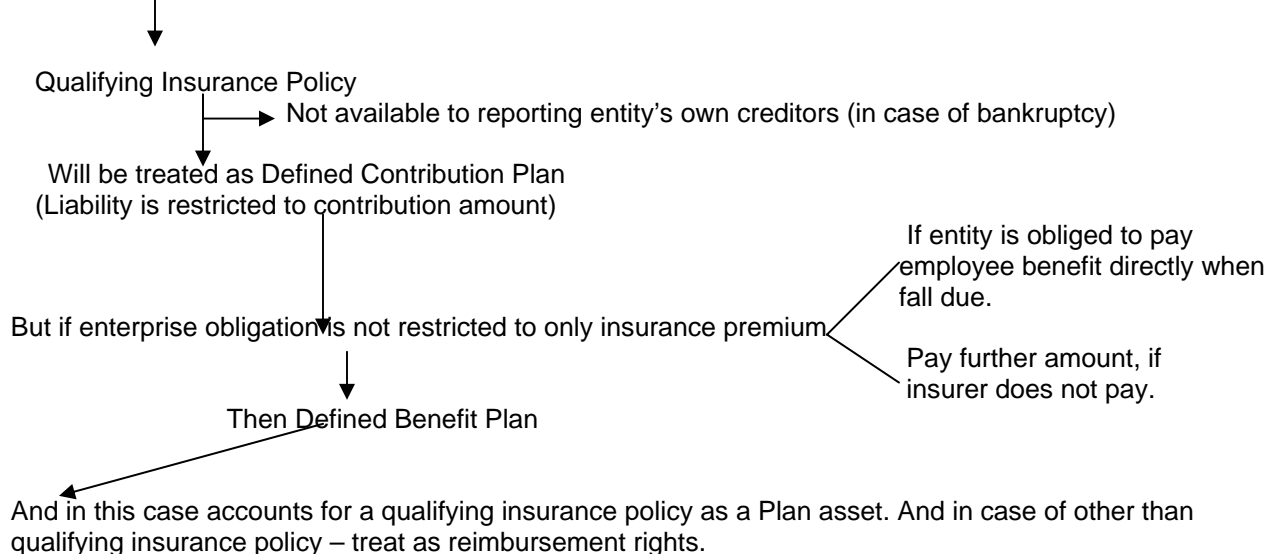 Qualifying Insurance Policy
Not available to reporting entity's own creditors (in case of bankruptcy)
Will be treated as Defined Contribution Plan
(Liability is restricted to contribution amount)
If entity is obliged to pay
employee benefit directly when
fall due.
But if enterprise obligation is not restricted to only insurance premium
Pay further amount, if
insurer does not pay.
Then Defined Benefit Plan
And in this case accounts for a qualifying insurance policy as a Plan asset. And in case of other than
qualifying insurance policy – treat as reimbursement rights.